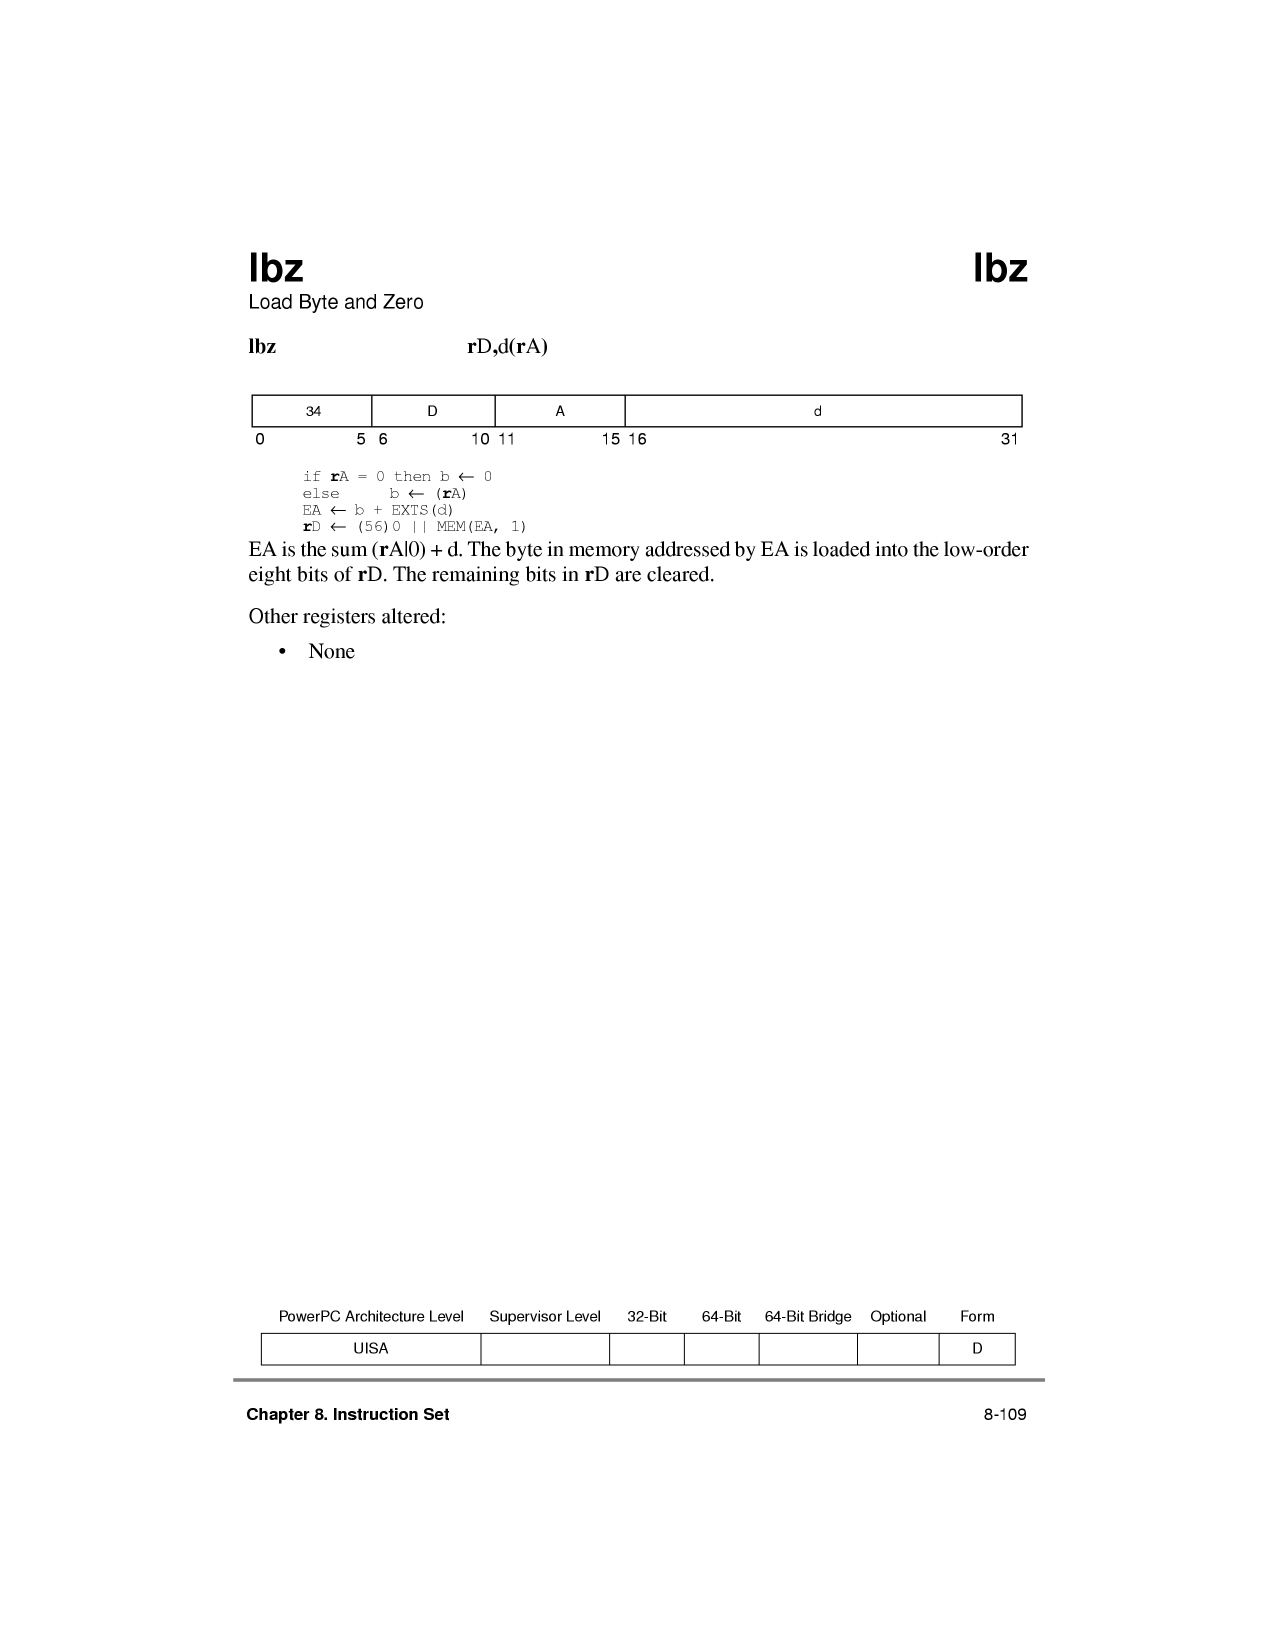 lbz lbz
Load Byte and Zero
lbz rD,d(rA)
34 D A d
0 5 6 10 11 15 16 31
if rA = 0 then b ← 0
else b ← (rA)
EA ← b + EXTS(d)
rD ← (56)0 || MEM(EA, 1)
EA is the sum (rA|0) + d. The byte in memory addressed by EA is loaded into the low-order
eight bits of rD. The remaining bits in rD are cleared.
Other registers altered:
• None
PowerPC Architecture Level Supervisor Level 32-Bit 64-Bit 64-Bit Bridge Optional Form
UISA D
Chapter 8. Instruction Set 8-109